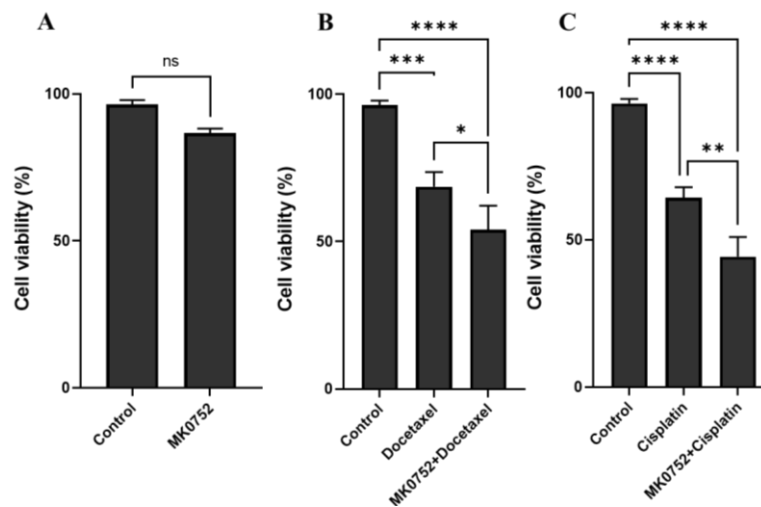 A
ns
100
50
0
Cell viability (%)
Control
MK0752
B
****
***
*
100
50
0
Cell viability (%)
Control
Docetaxel
MK0752+Docetaxel
C
****
****
**
100
50
0
Cell viability (%)
Control
Cisplatin
MK0752+Cisplatin